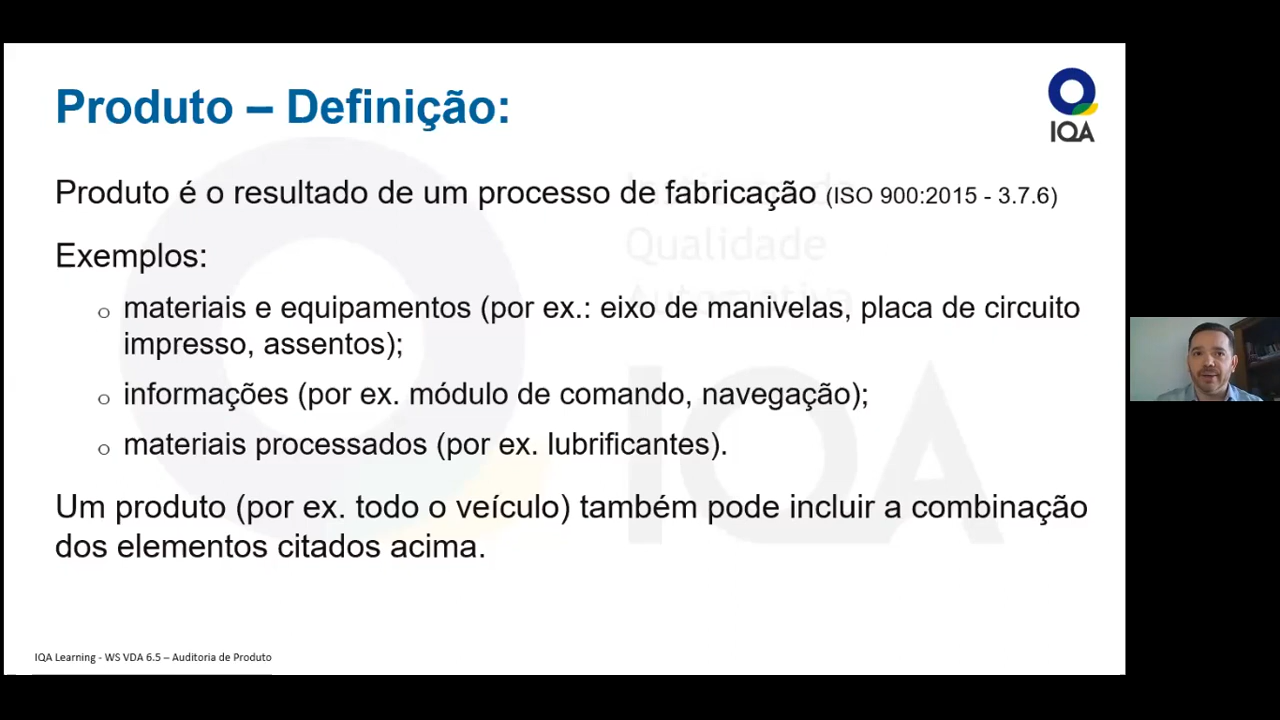 Produto – Definição:
IQA
Produto é o resultado de um processo de fabricação (ISO 900:2015 - 3.7.6)
Exemplos:
o materiais e equipamentos (por ex.: eixo de manivelas, placa de circuito
impresso, assentos);
o informações (por ex. módulo de comando, navegação);
o materiais processados (por ex. lubrificantes).
Um produto (por ex. todo o veículo) também pode incluir a combinação
dos elementos citados acima.
Qualidade
Automotiva
IQA
IQA Learning - WS VDA 6.5 – Auditoria de Produto